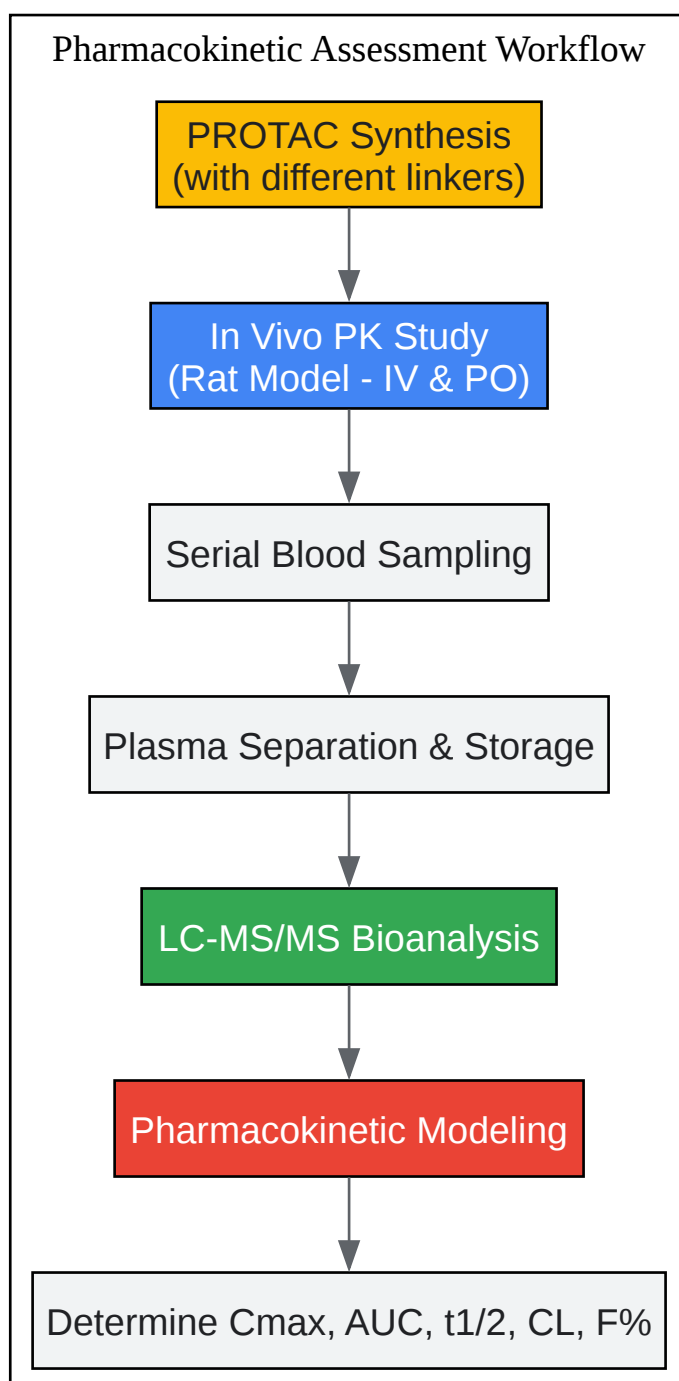 Pharmacokinetic Assessment Workflow
PROTAC Synthesis
(with different linkers)
In Vivo PK Study
(Rat Model - IV & PO)
Serial Blood Sampling
Plasma Separation & Storage
LC-MS/MS Bioanalysis
Pharmacokinetic Modeling
Determine Cmax, AUC, t1/2, CL, F%